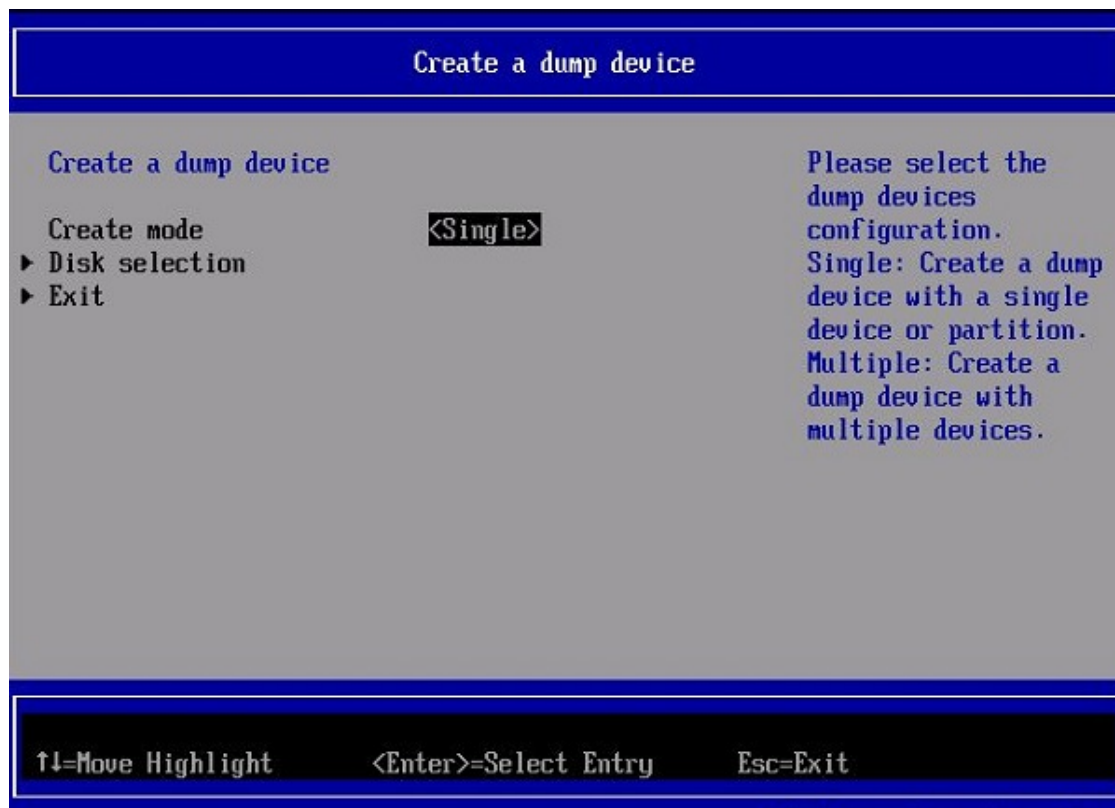 Create a dump device
Create a dump device
Create mode <Single>
▶ Disk selection
▶ Exit
Please select the
dump devices
configuration.
Single: Create a dump
device with a single
device or partition.
Multiple: Create a
dump device with
multiple devices.
↑↓=Move Highlight <Enter>=Select Entry Esc=Exit